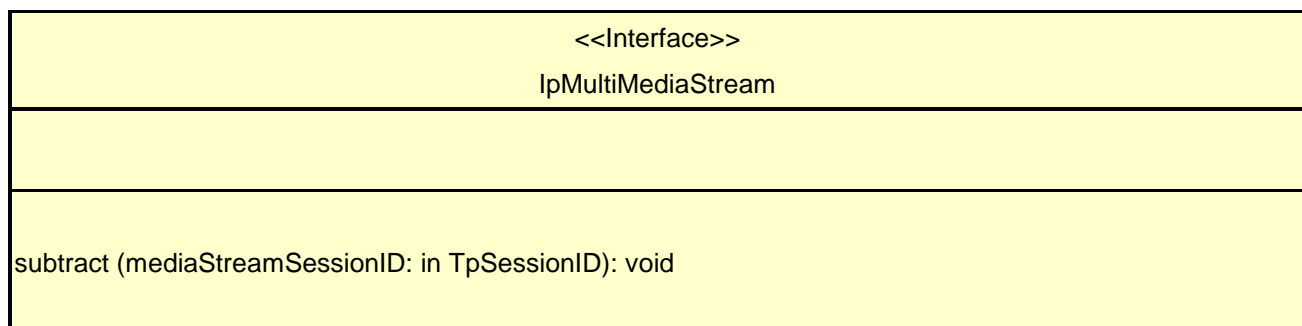 <<Interface>>
IpMultiMediaStream
subtract (mediaStreamSessionID: in TpSessionID): void